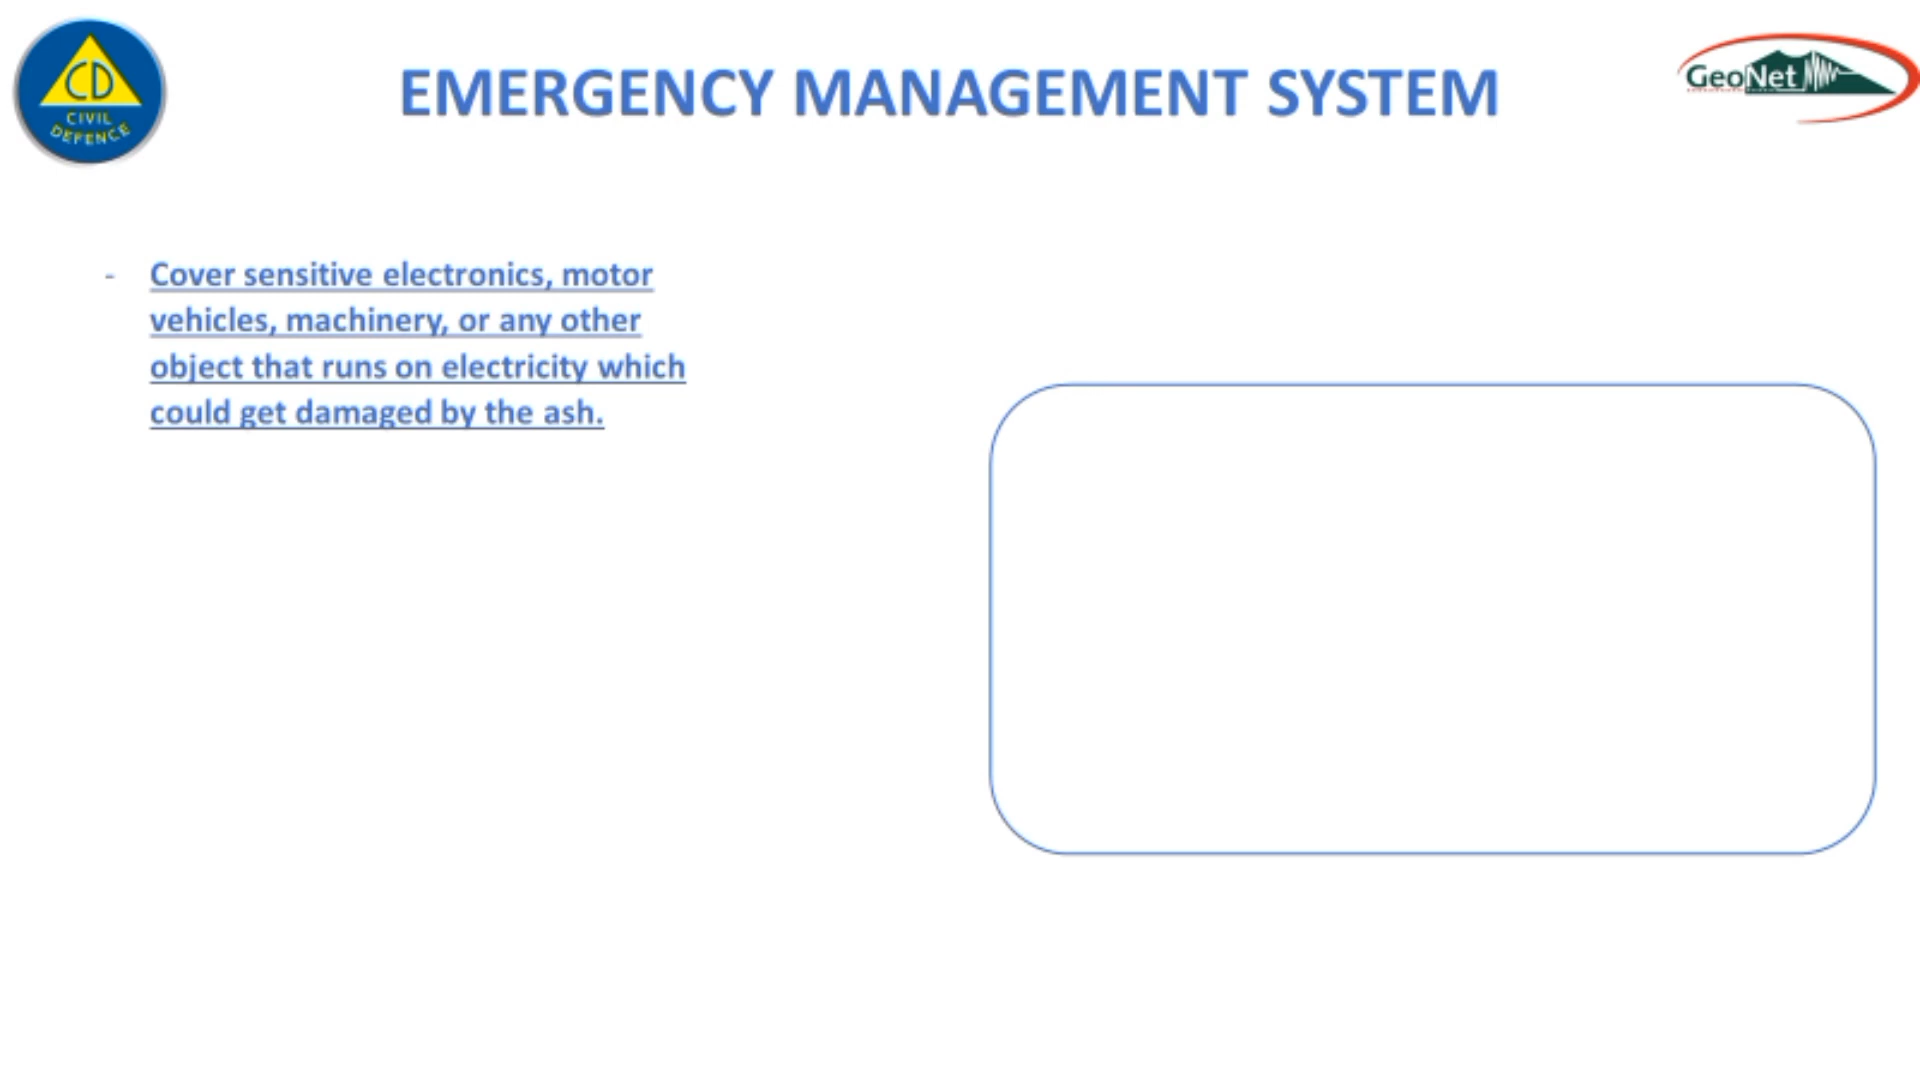 CD
CIVIL
DEFENCE
EMERGENCY MANAGEMENT SYSTEM
GeoNet
- Cover sensitive electronics, motor
vehicles, machinery, or any other
object that runs on electricity which
could get damaged by the ash.